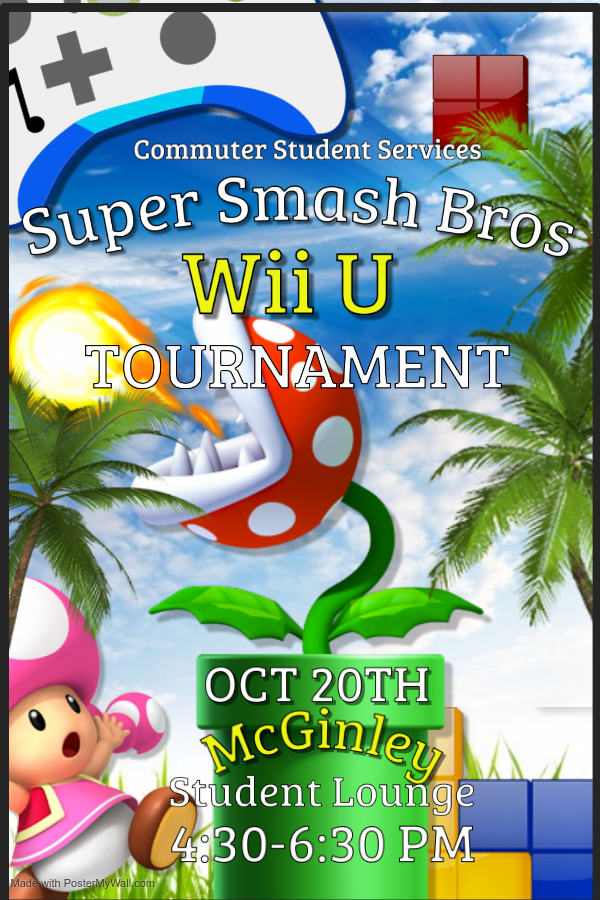 Commuter Student Services
Super Smash Bros
Wii U
TOURNAMENT
OCT 20TH
McGinley
Student Lounge
4:30-6:30 PM
Made with PosterMyWall.com